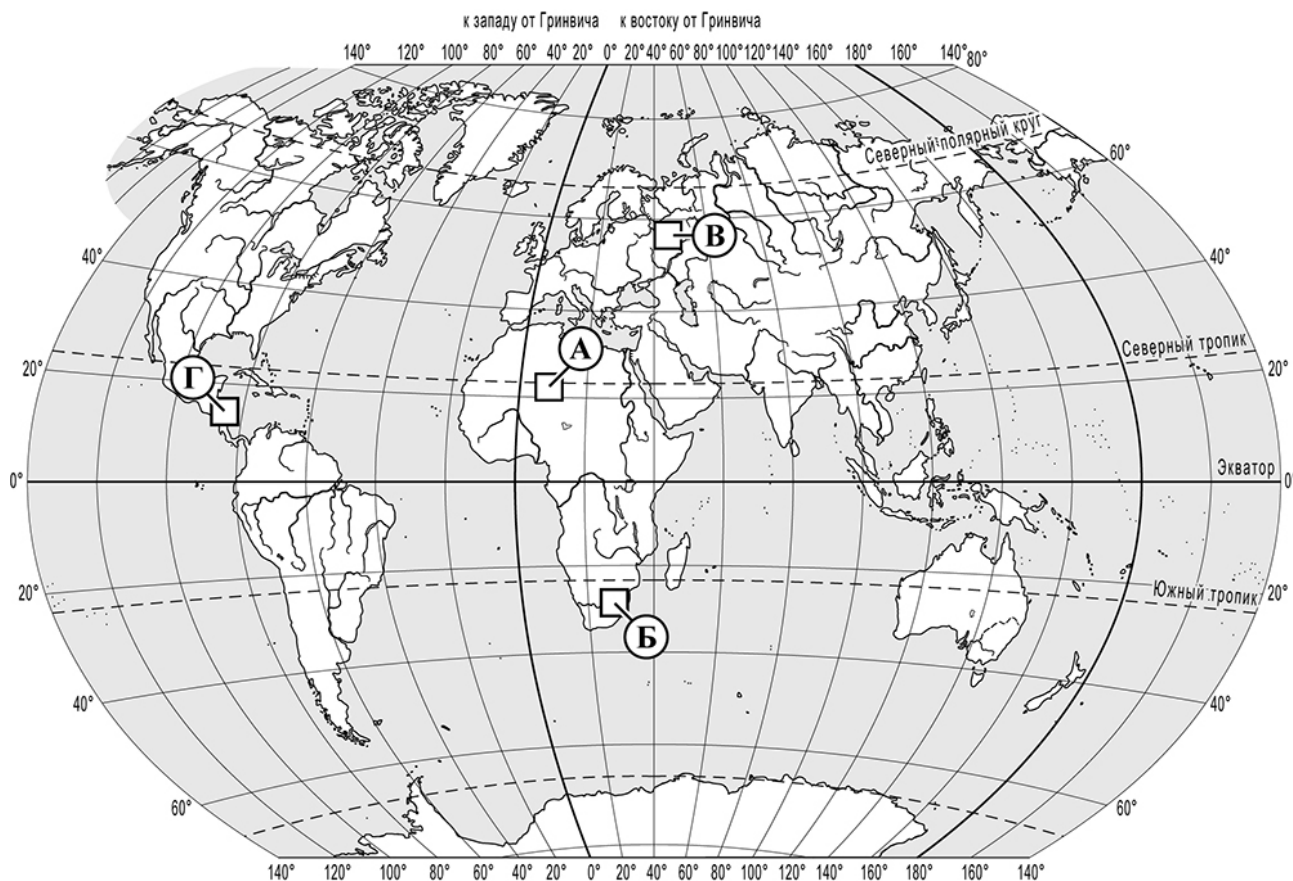 к западу от Гринвича к востоку от Гринвича
140° 120° 100° 80° 60° 40° 20° 0° 20° 40° 60° 80° 100° 120° 140° 160° 180° 160° 140° 80°
Северный полярный круг
60°
40° 40°
В
А
Северный тропик
20° 20°
Г
Экватор
0° 0
Южный тропик
20° 20°
Б
40° 40°
60° 60°
140° 120° 100° 80° 60° 40° 20° 0° 20° 40° 60° 80° 100° 120° 140° 160° 180° 160° 140°